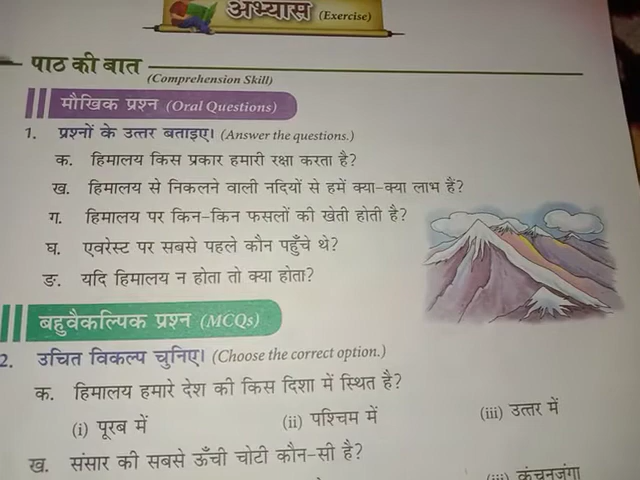 अभ्यास (Exercise)
पाठ की बात
(Comprehension Skill)
मौखिक प्रश्न (Oral Questions)
1. प्रश्नों के उत्तर बताइए। (Answer the questions.)
क. हिमालय किस प्रकार हमारी रक्षा करता है?
ख. हिमालय से निकलने वाली नदियों से हमें क्या-क्या लाभ हैं?
ग. हिमालय पर किन-किन फसलों की खेती होती है?
घ. एवरेस्ट पर सबसे पहले कौन पहुँचे थे?
ङ. यदि हिमालय न होता तो क्या होता?
बहुवैकल्पिक प्रश्न (MCQs)
2. उचित विकल्प चुनिए। (Choose the correct option.)
क. हिमालय हमारे देश की किस दिशा में स्थित है?
(i) पूरब में (ii) पश्चिम में (iii) उत्तर में
ख. संसार की सबसे ऊँची चोटी कौन-सी है?
(iii) कंचनजंगा